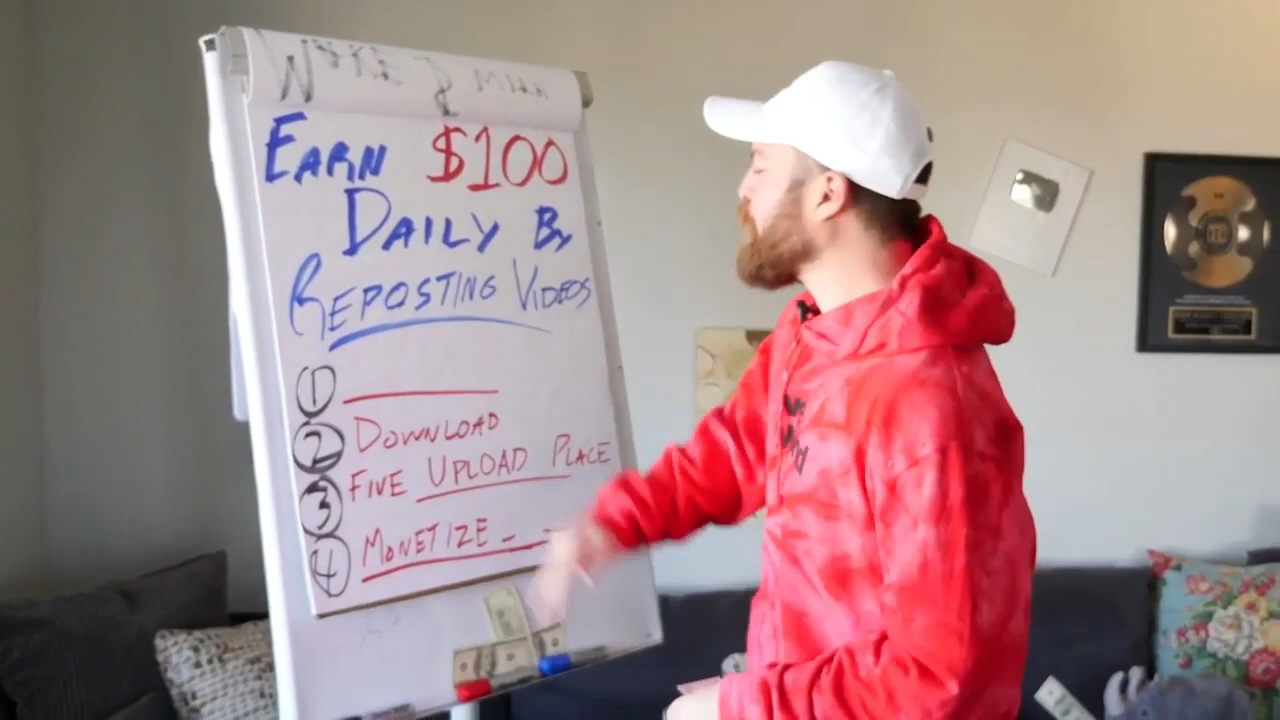 EARN $100
DAILY BY
REPOSTING VIDEOS
1
2 DOWNLOAD
3 FIVE UPLOAD PLACE
4 MONETIZE